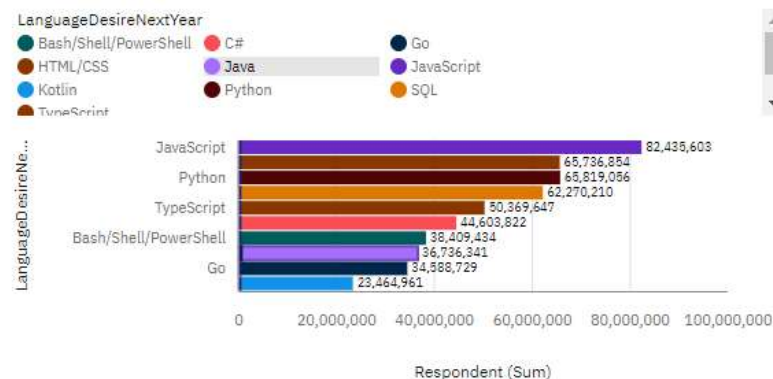 LanguageDesireNextYear
Bash/Shell/PowerShell C# Go
HTML/CSS Java JavaScript
Kotlin Python SQL
TypeScript
LanguageDesireNe...
JavaScript 82,435,603
65,736,854
Python 65,819,056
62,270,210
TypeScript 50,369,647
44,603,822
Bash/Shell/PowerShell 38,409,434
36,736,341
Go 34,588,729
23,464,961
0 20,000,000 40,000,000 60,000,000 80,000,000 100,000,000
Respondent (Sum)